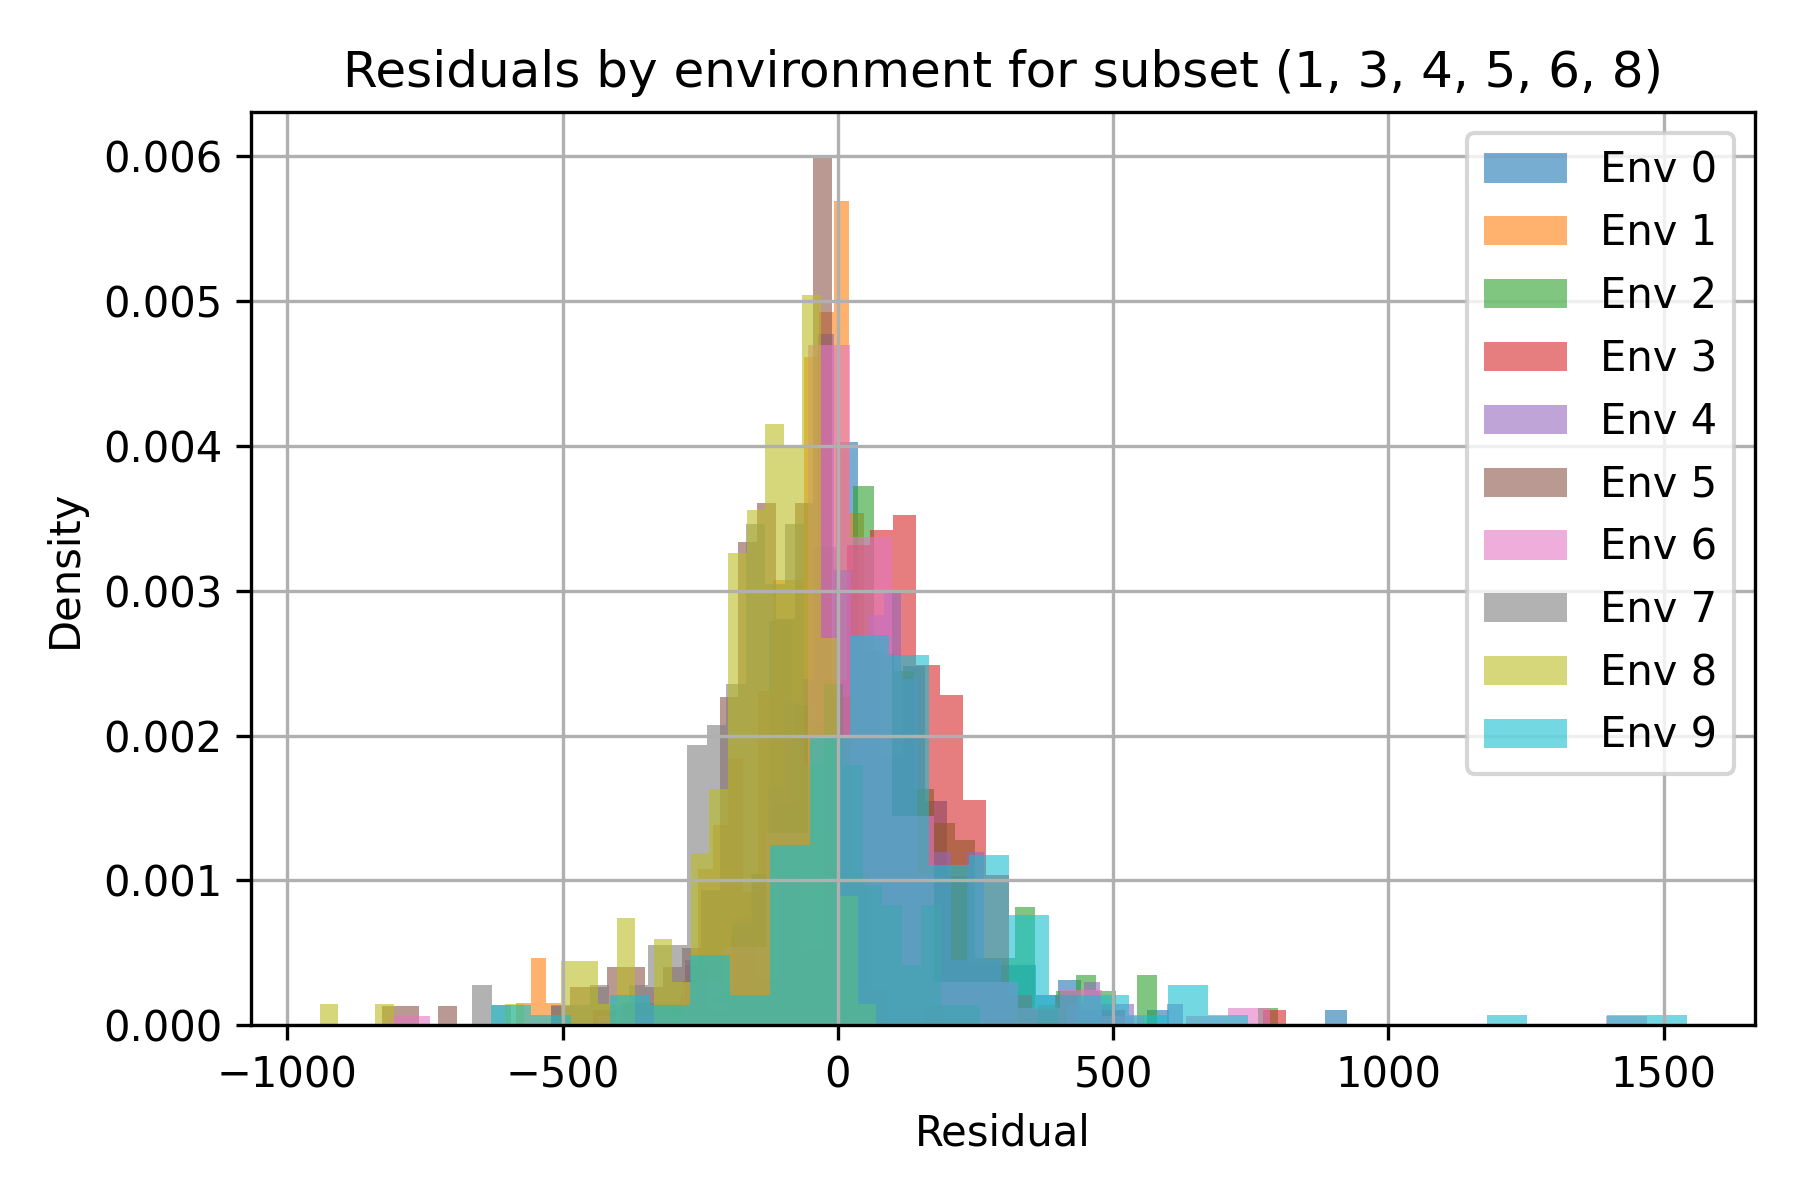 Residuals by environment for subset (1, 3, 4, 5, 6, 8)
0.006
0.005
0.004
0.003
0.002
0.001
0.000
Density
−1000
−500
0
500
1000
1500
Residual
Env 0
Env 1
Env 2
Env 3
Env 4
Env 5
Env 6
Env 7
Env 8
Env 9